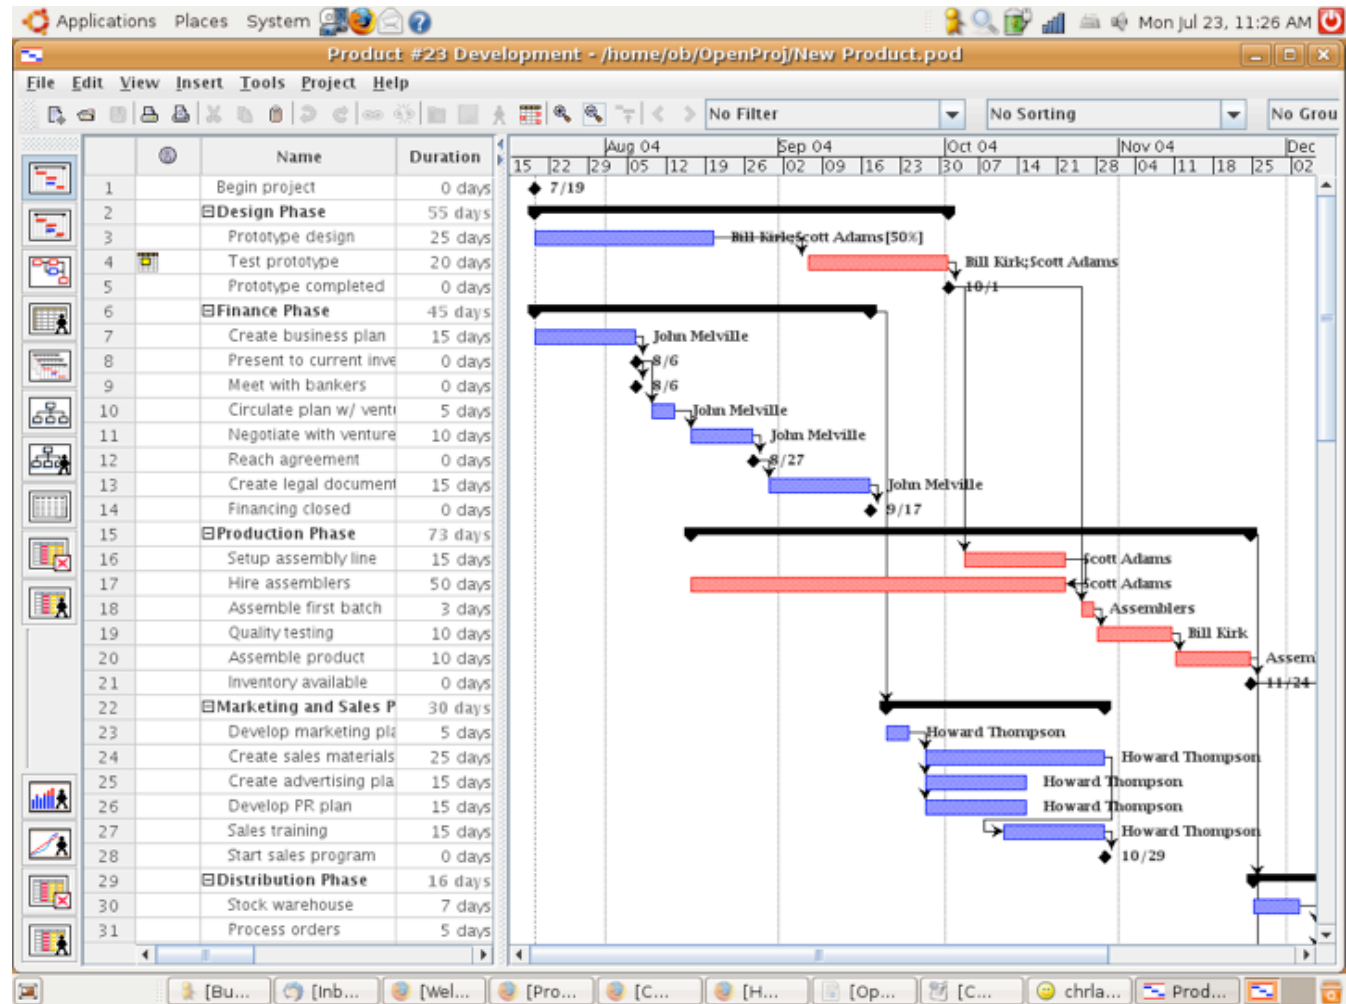 Applications Places System Mon Jul 23, 11:26 AM
Product #23 Development - /home/ob/OpenProj/New Product.pod
File Edit View Insert Tools Project Help
No Filter No Sorting No Grou
Name Duration
Aug 04 Sep 04 Oct 04 Nov 04 Dec
15 22 29 05 12 19 26 02 09 16 23 30 07 14 21 28 04 11 18 25 02
1 Begin project 0 days 7/19
2 Design Phase 55 days
3 Prototype design 25 days Bill Kirk;Scott Adams[50%]
4 Test prototype 20 days Bill Kirk;Scott Adams
5 Prototype completed 0 days 10/1
6 Finance Phase 45 days
7 Create business plan 15 days John Melville
8 Present to current inve 0 days 8/6
9 Meet with bankers 0 days 8/6
10 Circulate plan w/ vent 5 days John Melville
11 Negotiate with venture 10 days John Melville
12 Reach agreement 0 days 8/27
13 Create legal document 15 days John Melville
14 Financing closed 0 days 9/17
15 Production Phase 73 days
16 Setup assembly line 15 days Scott Adams
17 Hire assemblers 50 days Scott Adams
18 Assemble first batch 3 days Assemblers
19 Quality testing 10 days Bill Kirk
20 Assemble product 10 days Assem
21 Inventory available 0 days 11/24
22 Marketing and Sales P 30 days
23 Develop marketing pla 5 days Howard Thompson
24 Create sales materials 25 days Howard Thompson
25 Create advertising pla 15 days Howard Thompson
26 Develop PR plan 15 days Howard Thompson
27 Sales training 15 days Howard Thompson
28 Start sales program 0 days 10/29
29 Distribution Phase 16 days
30 Stock warehouse 7 days
31 Process orders 5 days
[Bu... [Inb... [Wel... [Pro... [C... [H... [Op... [C... chrla... Prod...